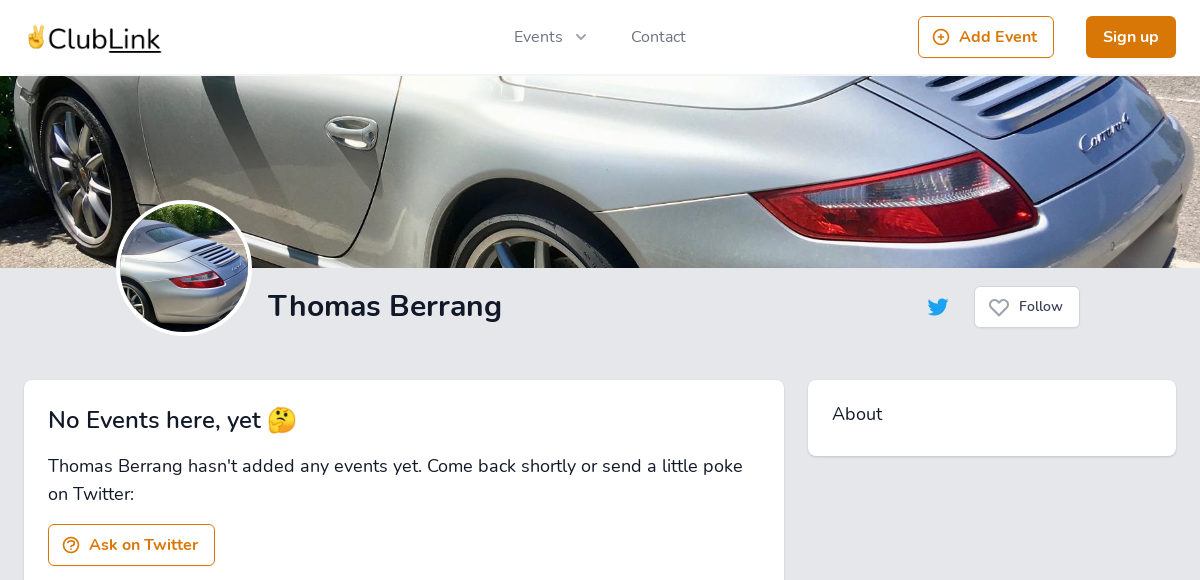 ✌️ClubLink
Events
Contact
Add Event
Sign up
Carrera 4
Thomas Berrang
Follow
No Events here, yet 🤔
Thomas Berrang hasn't added any events yet. Come back shortly or send a little poke
on Twitter:
Ask on Twitter
About